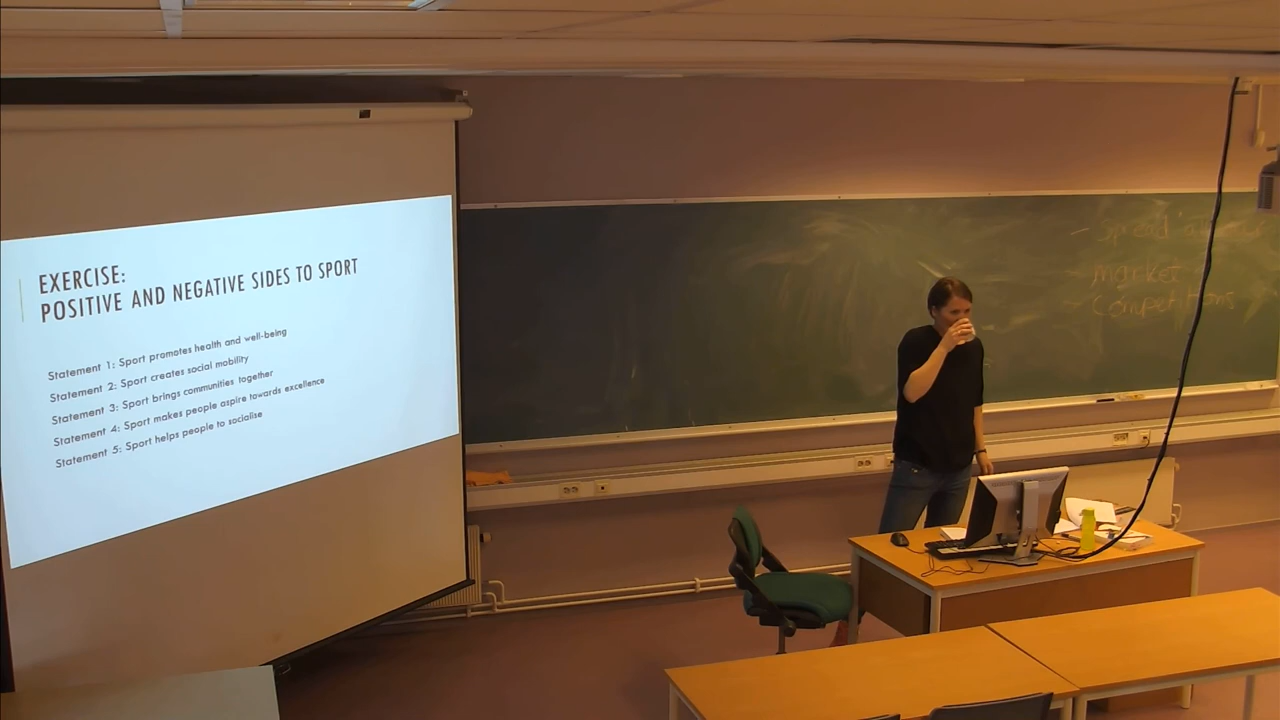 EXERCISE:
POSITIVE AND NEGATIVE SIDES TO SPORT
Statement 1: Sport promotes health and well-being
Statement 2: Sport creates social mobility
Statement 3: Sport brings communities together
Statement 4: Sport makes people aspire towards excellence
Statement 5: Sport helps people to socialise
- Spread
market
- Competitions